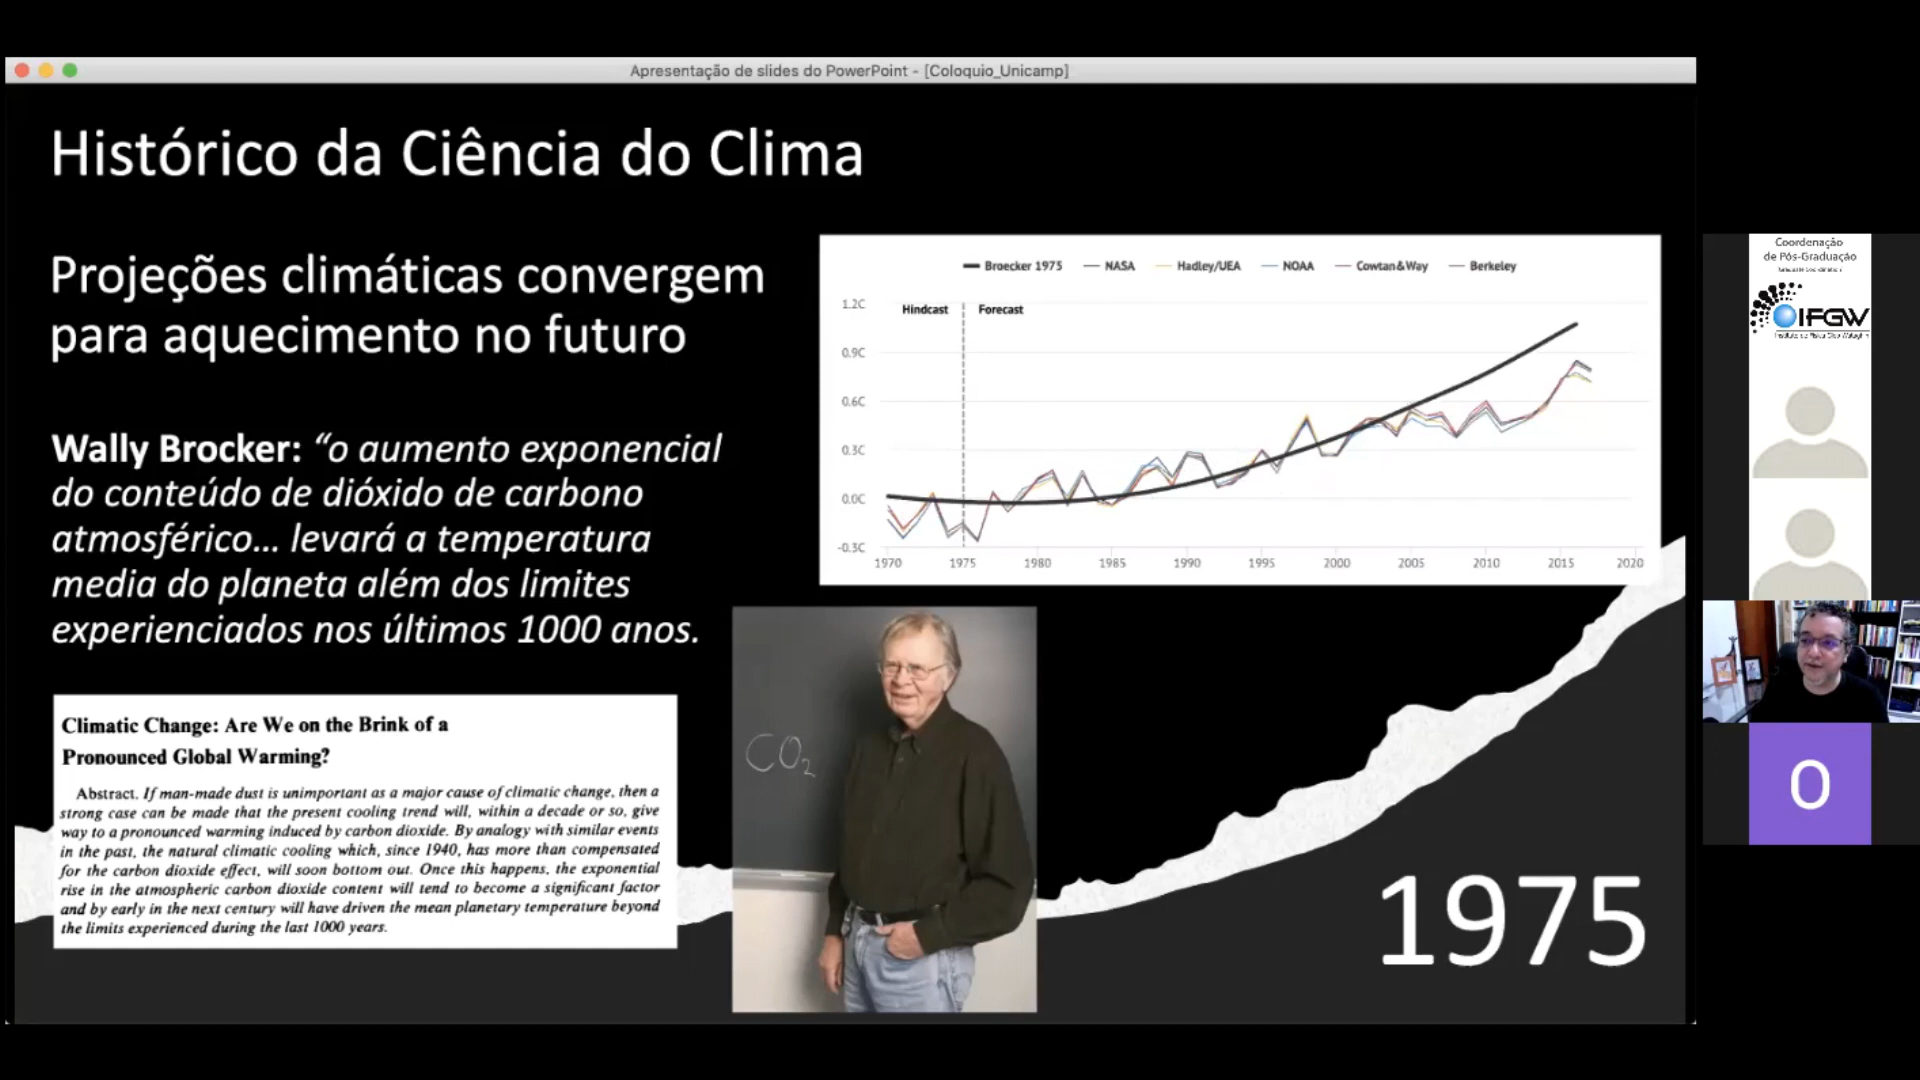 Apresentação de slides do PowerPoint - [Coloquio_Unicamp]
Histórico da Ciência do Clima
Projeções climáticas convergem
para aquecimento no futuro
Wally Brocker: “o aumento exponencial
do conteúdo de dióxido de carbono
atmosférico... levará a temperatura
media do planeta além dos limites
experienciados nos últimos 1000 anos.
Climatic Change: Are We on the Brink of a
Pronounced Global Warming?
Abstract. If man-made dust is unimportant as a major cause of climatic change, then a
strong case can be made that the present cooling trend will, within a decade or so, give
way to a pronounced warming induced by carbon dioxide. By analogy with similar events
in the past, the natural climatic cooling which, since 1940, has more than compensated
for the carbon dioxide effect, will soon bottom out. Once this happens, the exponential
rise in the atmospheric carbon dioxide content will tend to become a significant factor
and by early in the next century will have driven the mean planetary temperature beyond
the limits experienced during the last 1000 years.
Broecker 1975 NASA Hadley/UEA NOAA Cowtan&Way Berkeley
Hindcast Forecast
1.2C
0.9C
0.6C
0.3C
0.0C
-0.3C
1970 1975 1980 1985 1990 1995 2000 2005 2010 2015 2020
CO2
1975
Coordenação
de Pós-Graduação
IFGW
Instituto de Física Gleb Wataghin
O